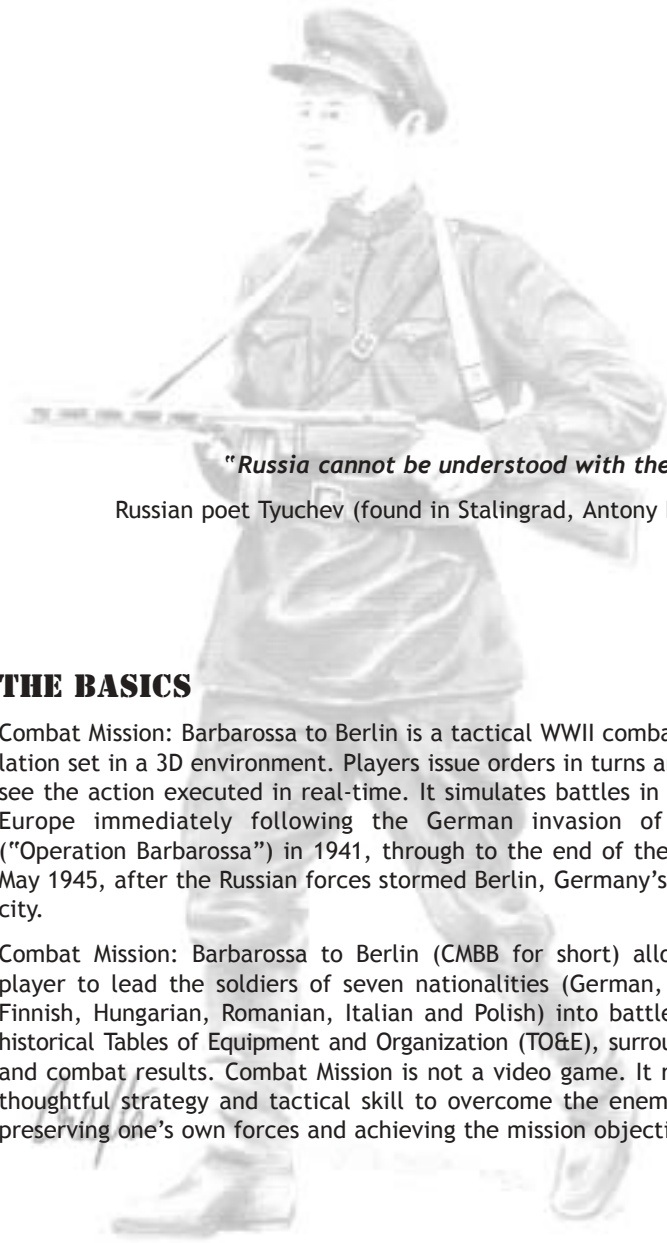 "Russia cannot be understood with the
Russian poet Tyuchev (found in Stalingrad, Antony
THE BASICS
Combat Mission: Barbarossa to Berlin is a tactical WWII comba
lation set in a 3D environment. Players issue orders in turns a
see the action executed in real-time. It simulates battles in
Europe immediately following the German invasion of
("Operation Barbarossa") in 1941, through to the end of the
May 1945, after the Russian forces stormed Berlin, Germany's
city.
Combat Mission: Barbarossa to Berlin (CMBB for short) allo
player to lead the soldiers of seven nationalities (German,
Finnish, Hungarian, Romanian, Italian and Polish) into battle
historical Tables of Equipment and Organization (TO&E), surrou
and combat results. Combat Mission is not a video game. It r
thoughtful strategy and tactical skill to overcome the enem
preserving one's own forces and achieving the mission objecti